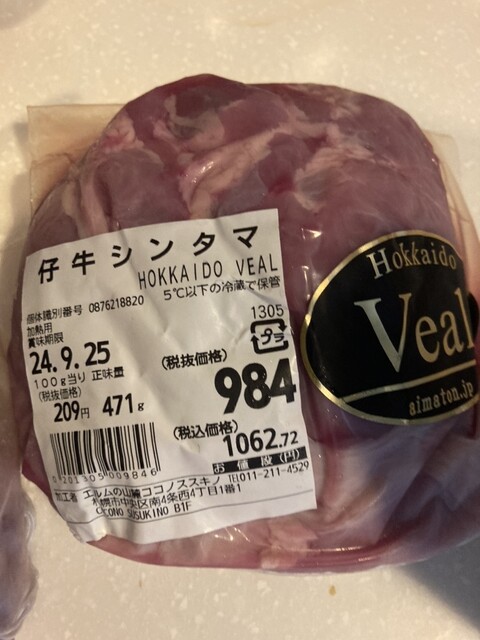 仔牛シンタマ
HOKKAIDO VEAL
個体識別番号 0876218820 5℃以下の冷蔵で保管
加熱用
賞味期限
1305
プラ
24.9.25
100g当り 正味量
(税抜価格)
(税抜価格)
209円 471g
984
(税込価格)
1062.72
お値段(円)
0201305009846
加工者 エルムの山麓ココノススキノ TEL011-211-4529
札幌市中央区南4条西4丁目1番1
COCONO SUSUKINO B1F
Hokkaido
Veal
aimaton.jp